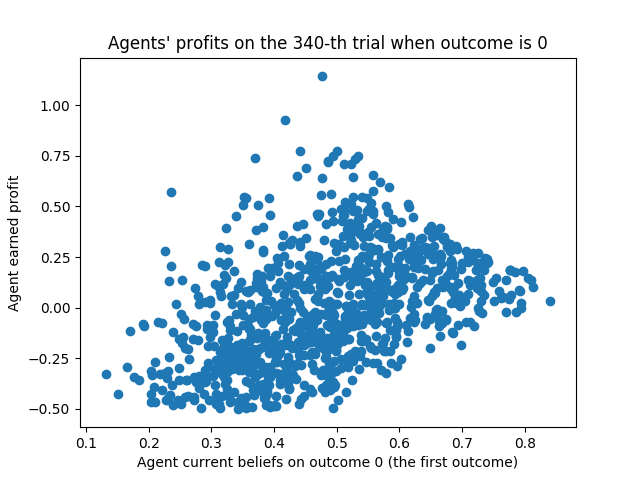 Agents' profits on the 340-th trial when outcome is 0
1.00
0.75
0.50
0.25
0.00
−0.25
−0.50
Agent earned profit
0.1 0.2 0.3 0.4 0.5 0.6 0.7 0.8
Agent current beliefs on outcome 0 (the first outcome)